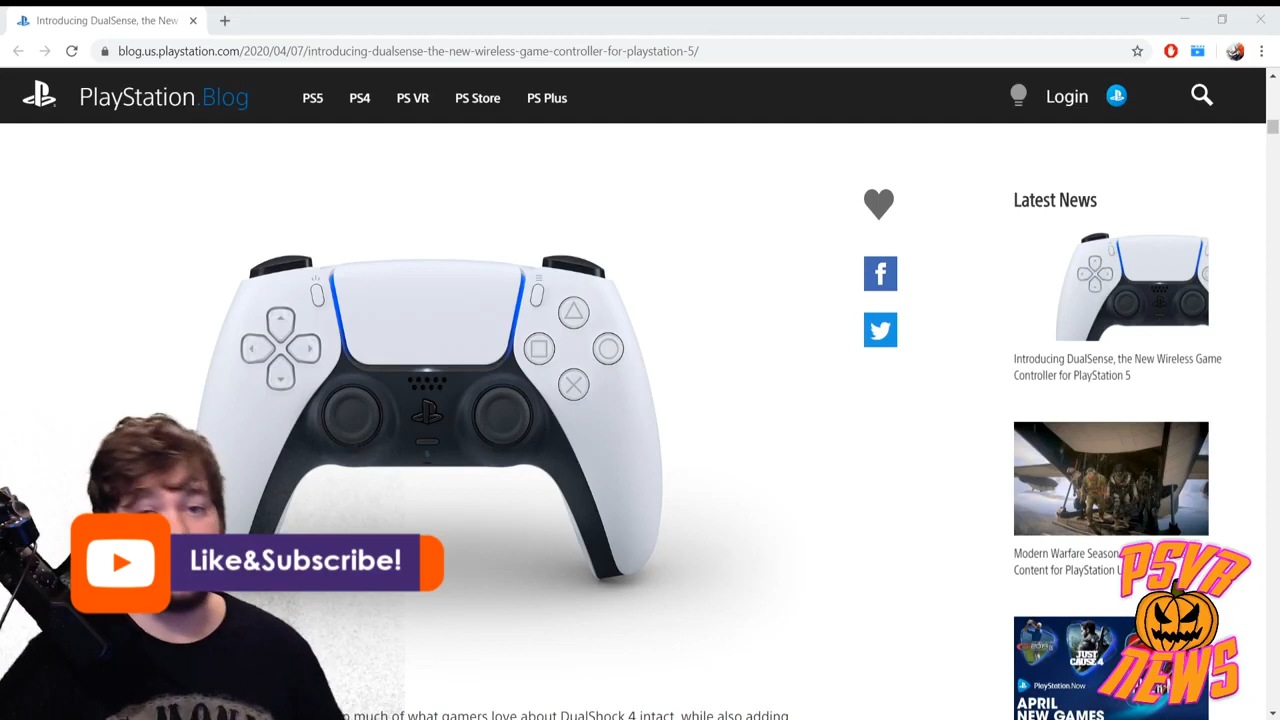 Introducing DualSense, the New
blog.us.playstation.com/2020/04/07/introducing-dualsense-the-new-wireless-game-controller-for-playstation-5/
PlayStation.Blog
PS5
PS4
PS VR
PS Store
PS Plus
Login
Latest News
Introducing DualSense, the New Wireless Game
Controller for PlayStation 5
Modern Warfare Season
Content for PlayStation
JUST
CAUSE 4
PlayStation.Now
APRIL
NEW GAMES
PSVR
NEWS
Like&Subscribe!
much of what gamers love about DualShock 4 intact, while also adding